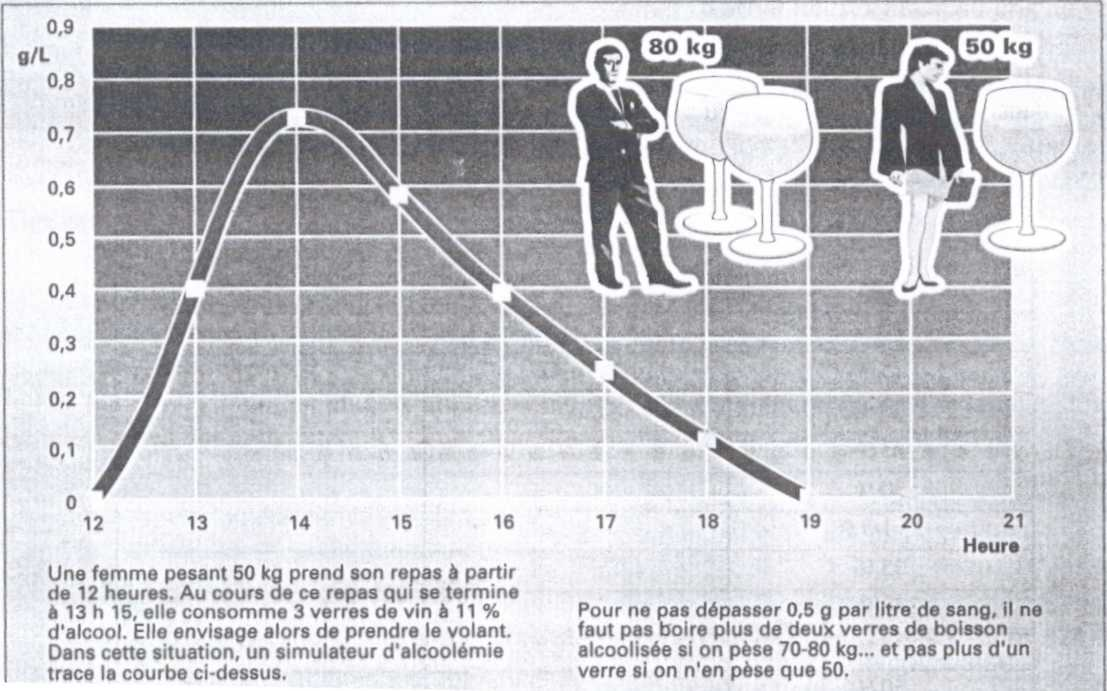 0,9
g/L
0,8
0,7
0,6
0,5
0,4
0,3
0,2
0,1
0
80 kg
50 kg
12 13 14 15 16 17 18 19 20 21
Heure
Une femme pesant 50 kg prend son repas à partir
de 12 heures. Au cours de ce repas qui se termine
à 13 h 15, elle consomme 3 verres de vin à 11 %
d'alcool. Elle envisage alors de prendre le volant.
Dans cette situation, un simulateur d'alcoolémie
trace la courbe ci-dessus.
Pour ne pas dépasser 0,5 g par litre de sang, il ne
faut pas boire plus de deux verres de boisson
alcoolisée si on pèse 70-80 kg... et pas plus d'un
verre si on n'en pèse que 50.